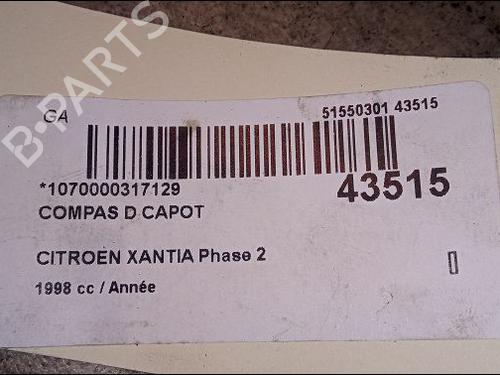 GA
51550301 43515
*1070000317129
43515
COMPAS D CAPOT
CITROEN XANTIA Phase 2
1998 cc / Année
B-PARTS